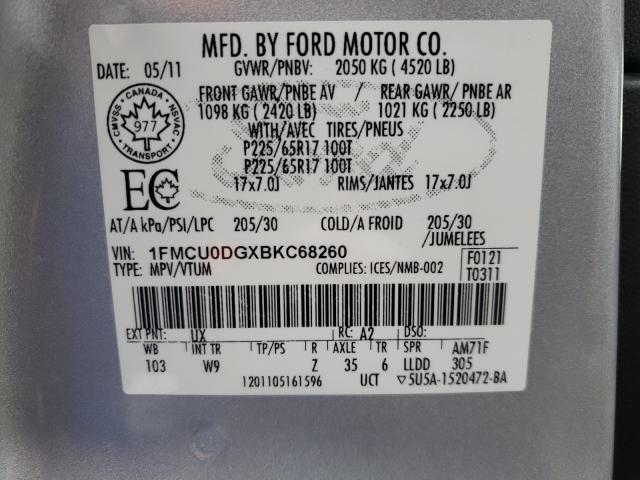 MFD. BY FORD MOTOR CO.
DATE: 05/11 GVWR/PNBV: 2050 KG ( 4520 LB)
FRONT GAWR/PNBE AV / REAR GAWR/ PNBE AR
1098 KG ( 2420 LB) 1021 KG ( 2250 LB)
WITH/AVEC TIRES/PNEUS
P225/65R17 100T
P225/65R17 100T
17x7.0J RIMS/JANTES 17x7.0J
CANADA
CMVSS NSVAC
977
TRANSPORT
EC
AT/A kPa/PSI/LPC 205/30 COLD/A FROID 205/30
/JUMELEES
VIN: 1FMCU0DGXBKC68260
TYPE: MPV/VTUM COMPLIES: ICES/NMB-002
F0121
T0311
EXT PNT: UX RC: A2 DSO:
WB INT TR TP/PS R AXLE TR SPR AM71F
103 W9 Z 35 6 LLDD 305
1201105161596 UCT ▽5U5A-1520472-BA